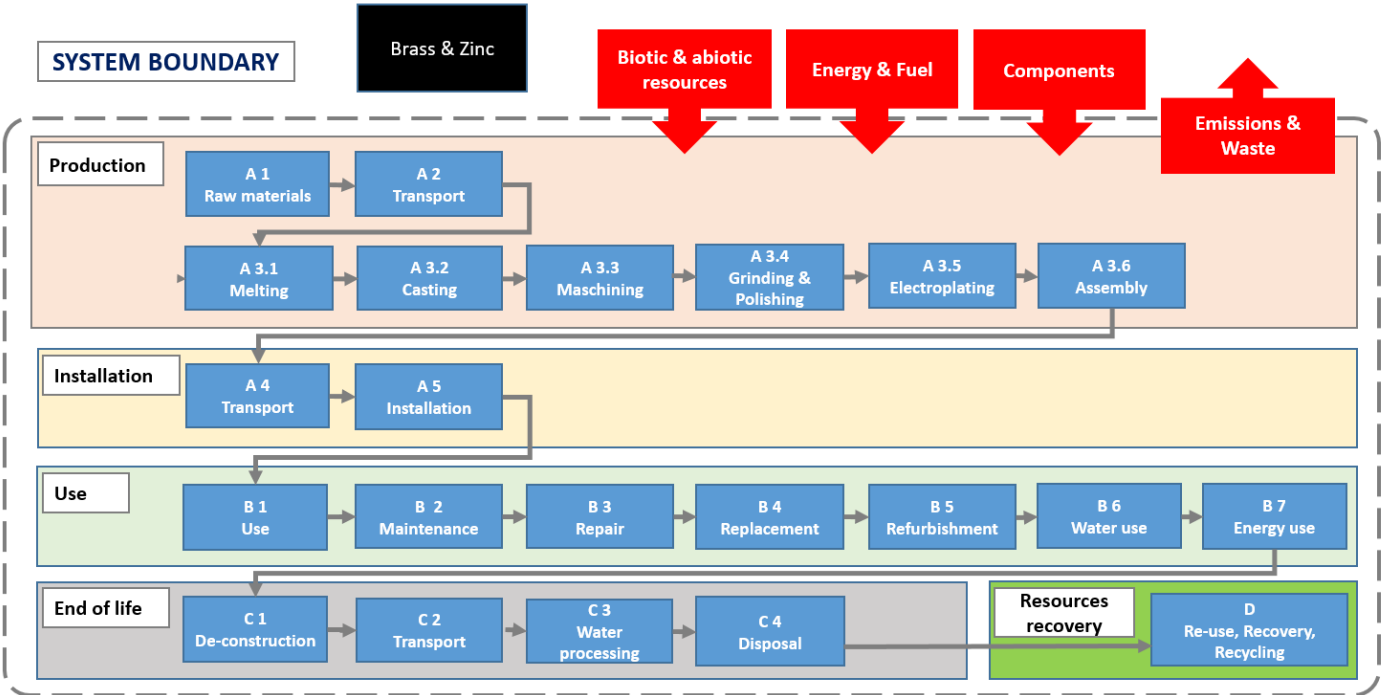 SYSTEM BOUNDARY
Brass & Zinc
Biotic & abiotic
resources
Energy & Fuel
Components
Emissions &
Waste
Production
A 1
Raw materials
A 2
Transport
A 3.1
Melting
A 3.2
Casting
A 3.3
Maschining
A 3.4
Grinding &
Polishing
A 3.5
Electroplating
A 3.6
Assembly
Installation
A 4
Transport
A 5
Installation
Use
B 1
Use
B 2
Maintenance
B 3
Repair
B 4
Replacement
B 5
Refurbishment
B 6
Water use
B 7
Energy use
End of life
C 1
De-construction
C 2
Transport
C 3
Water
processing
C 4
Disposal
Resources
recovery
D
Re-use, Recovery,
Recycling